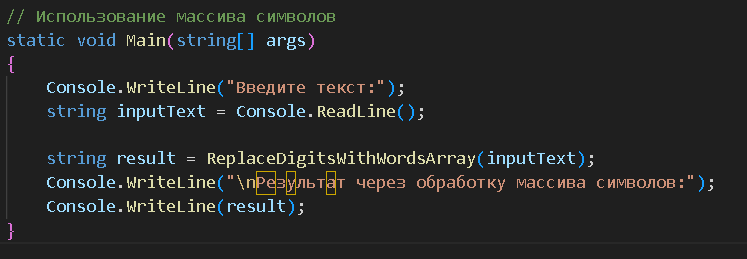 // Использование массива символов
static void Main(string[] args)
{
    Console.WriteLine("Введите текст:");
    string inputText = Console.ReadLine();

    string result = ReplaceDigitsWithWordsArray(inputText);
    Console.WriteLine("\nРезультат через обработку массива символов:");
    Console.WriteLine(result);
}